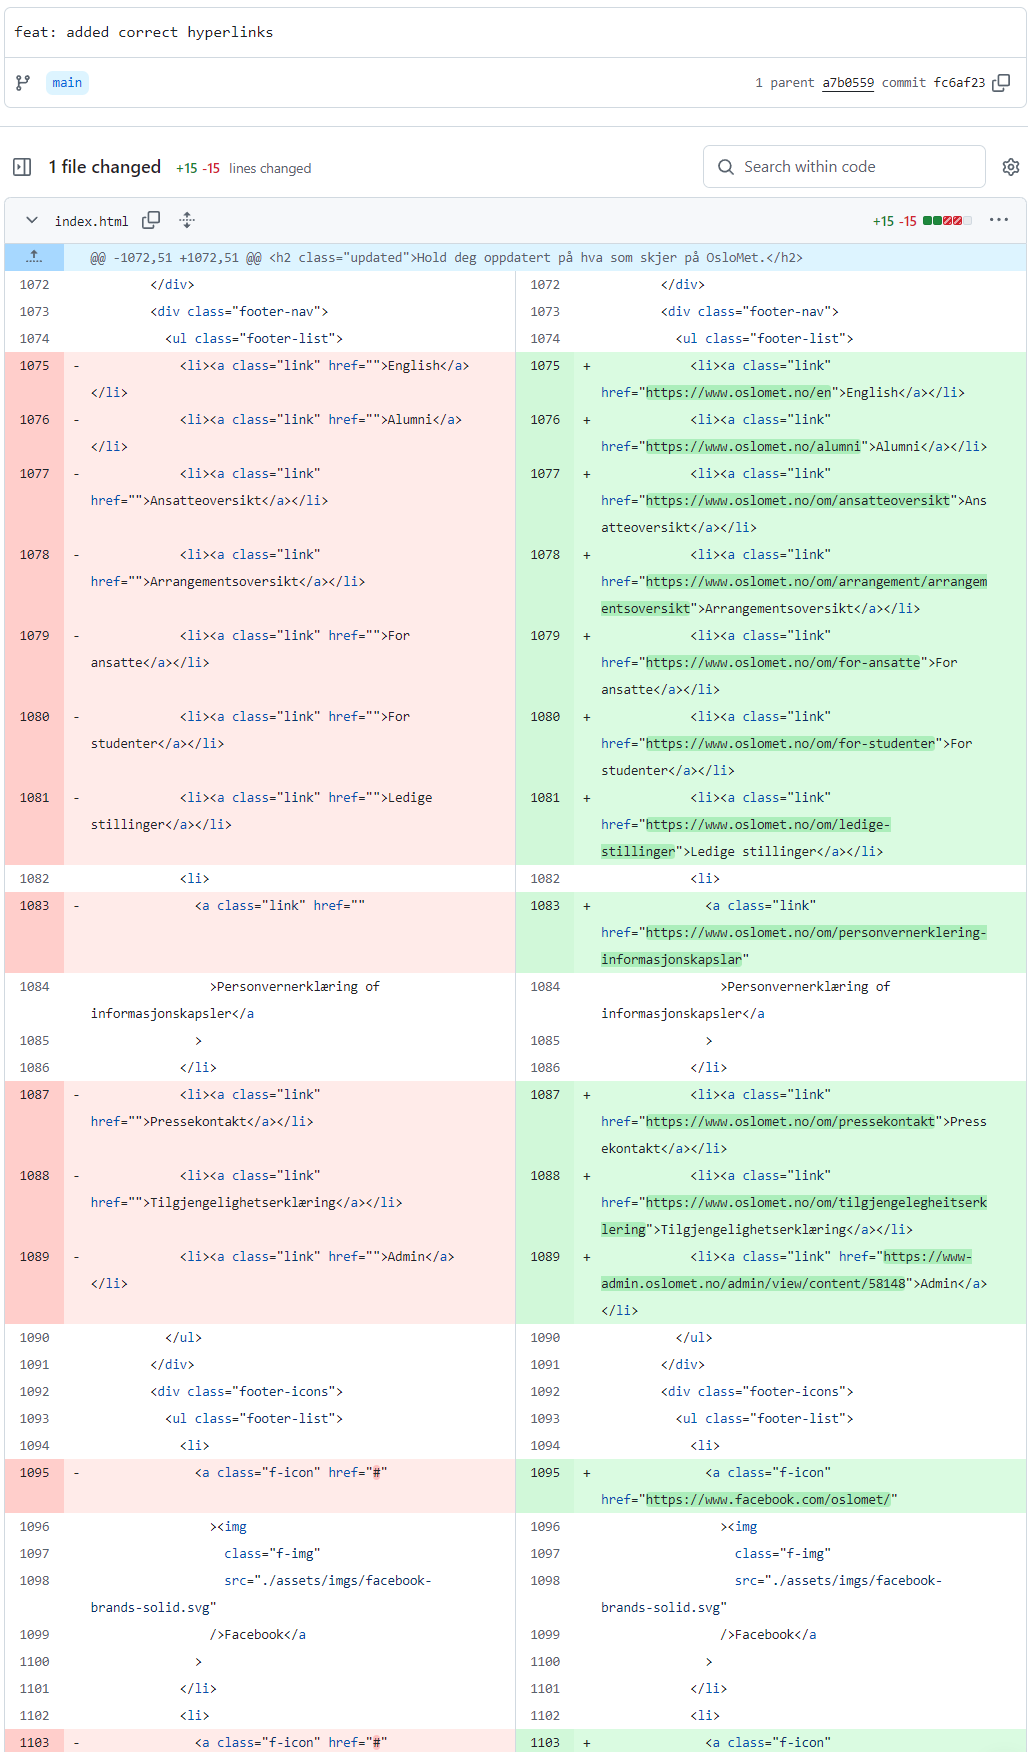 feat: added correct hyperlinks
main
1 parent a7b0559 commit fc6af23
1 file changed +15 -15 lines changed
Search within code
index.html
+15 -15
@@ -1072,51 +1072,51 @@ <h2 class="updated">Hold deg oppdatert på hva som skjer på OsloMet.</h2>
1072 </div>
1073 <div class="footer-nav">
1074 <ul class="footer-list">
1075 - <li><a class="link" href="">English</a>
</li>
1076 - <li><a class="link" href="">Alumni</a>
</li>
1077 - <li><a class="link"
href="">Ansatteoversikt</a></li>
1078 - <li><a class="link"
href="">Arrangementsoversikt</a></li>
1079 - <li><a class="link" href="">For
ansatte</a></li>
1080 - <li><a class="link" href="">For
studenter</a></li>
1081 - <li><a class="link" href="">Ledige
stillinger</a></li>
1082 <li>
1083 - <a class="link" href=""
1084 >Personvernerklæring of
informasjonskapsler</a
1085 >
1086 </li>
1087 - <li><a class="link"
href="">Pressekontakt</a></li>
1088 - <li><a class="link"
href="">Tilgjengelighetserklæring</a></li>
1089 - <li><a class="link" href="">Admin</a>
</li>
1090 </ul>
1091 </div>
1092 <div class="footer-icons">
1093 <ul class="footer-list">
1094 <li>
1095 - <a class="f-icon" href="#"
1096 ><img
1097 class="f-img"
1098 src="./assets/imgs/facebook-
brands-solid.svg"
1099 />Facebook</a
1100 >
1101 </li>
1102 <li>
1103 - <a class="f-icon" href="#"
1072 </div>
1073 <div class="footer-nav">
1074 <ul class="footer-list">
1075 + <li><a class="link"
href="https://www.oslomet.no/en">English</a></li>
1076 + <li><a class="link"
href="https://www.oslomet.no/alumni">Alumni</a></li>
1077 + <li><a class="link"
href="https://www.oslomet.no/om/ansatteoversikt">Ans
atteoversikt</a></li>
1078 + <li><a class="link"
href="https://www.oslomet.no/om/arrangement/arrangem
entsoversikt">Arrangementsoversikt</a></li>
1079 + <li><a class="link"
href="https://www.oslomet.no/om/for-ansatte">For
ansatte</a></li>
1080 + <li><a class="link"
href="https://www.oslomet.no/om/for-studenter">For
studenter</a></li>
1081 + <li><a class="link"
href="https://www.oslomet.no/om/ledige-
stillinger">Ledige stillinger</a></li>
1082 <li>
1083 + <a class="link"
href="https://www.oslomet.no/om/personvernerklering-
informasjonskapslar"
1084 >Personvernerklæring of
informasjonskapsler</a
1085 >
1086 </li>
1087 + <li><a class="link"
href="https://www.oslomet.no/om/pressekontakt">Press
ekontakt</a></li>
1088 + <li><a class="link"
href="https://www.oslomet.no/om/tilgjengelegheitserk
lering">Tilgjengelighetserklæring</a></li>
1089 + <li><a class="link" href="https://www-
admin.oslomet.no/admin/view/content/58148">Admin</a>
</li>
1090 </ul>
1091 </div>
1092 <div class="footer-icons">
1093 <ul class="footer-list">
1094 <li>
1095 + <a class="f-icon"
href="https://www.facebook.com/oslomet/"
1096 ><img
1097 class="f-img"
1098 src="./assets/imgs/facebook-
brands-solid.svg"
1099 />Facebook</a
1100 >
1101 </li>
1102 <li>
1103 + <a class="f-icon"